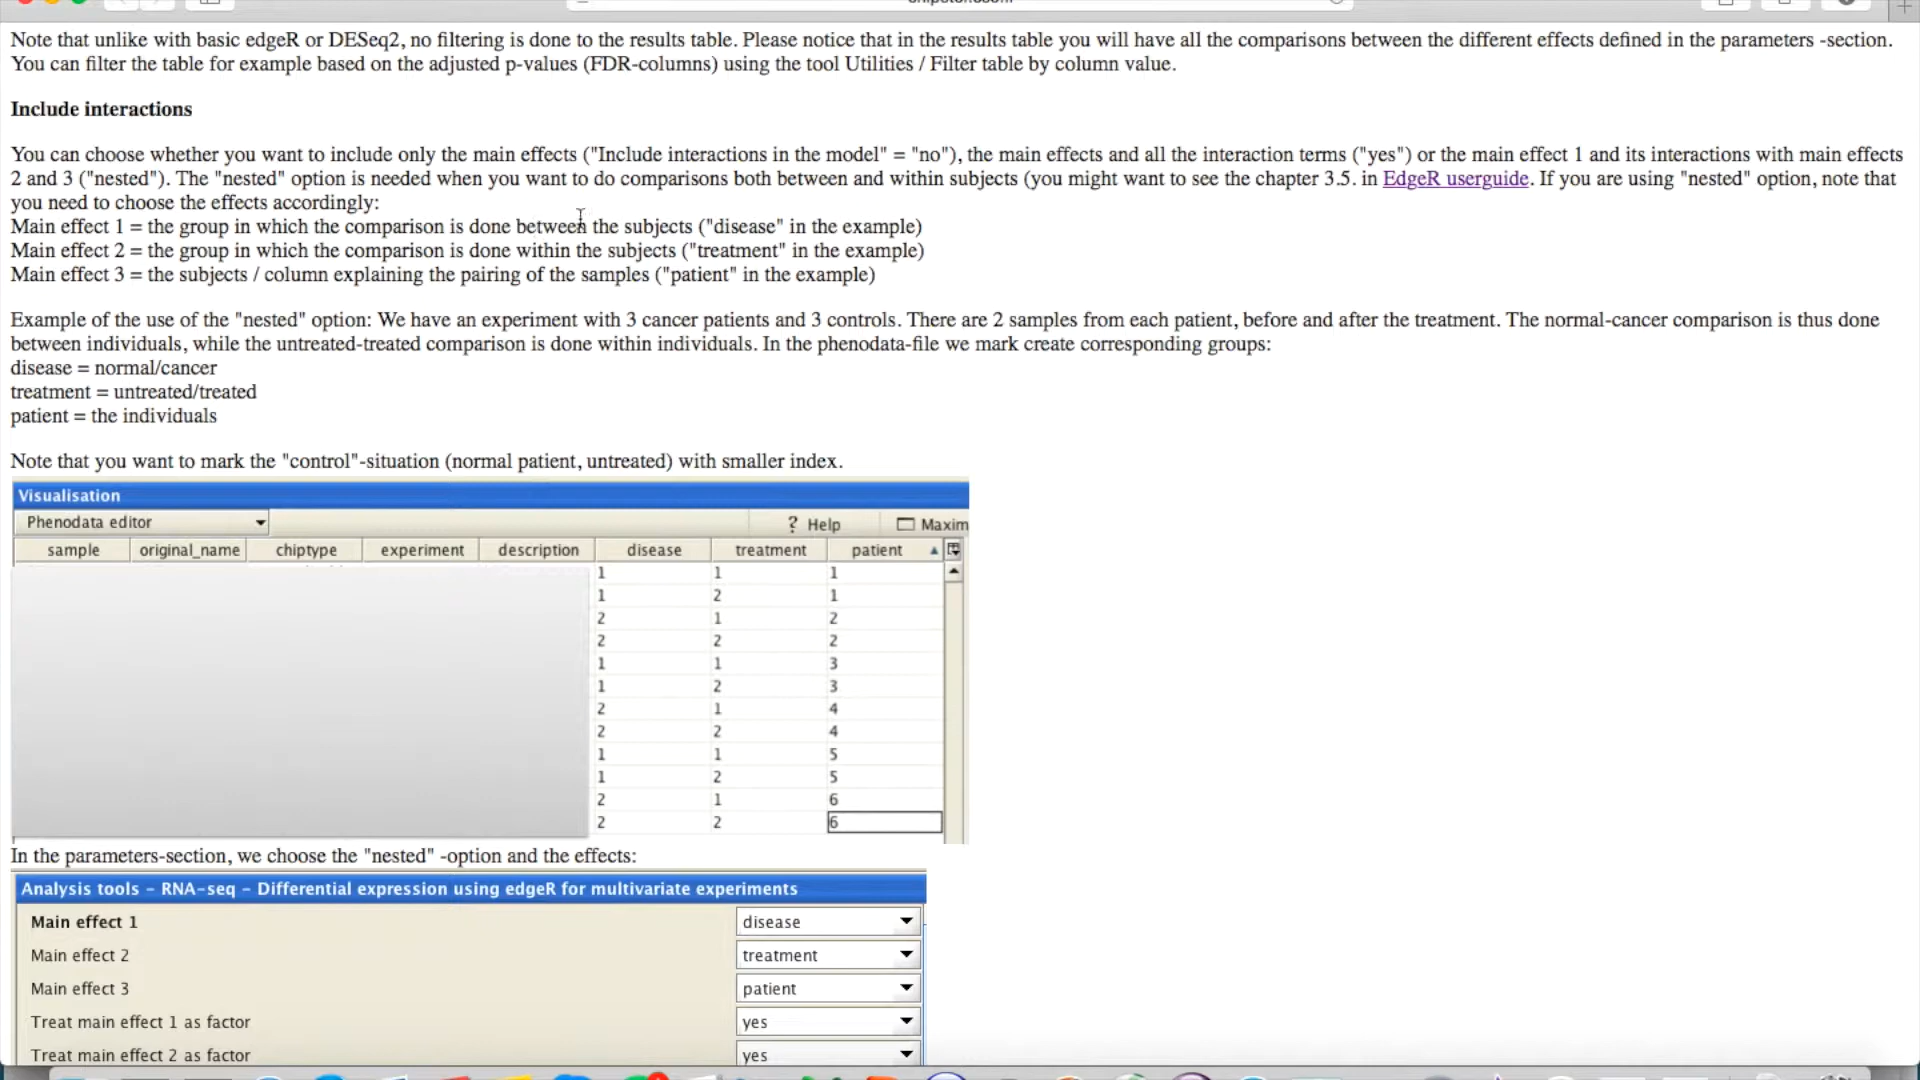 Note that unlike with basic edgeR or DESeq2, no filtering is done to the results table. Please notice that in the results table you will have all the comparisons between the different effects defined in the parameters -section.
You can filter the table for example based on the adjusted p-values (FDR-columns) using the tool Utilities / Filter table by column value.
Include interactions
You can choose whether you want to include only the main effects ("Include interactions in the model" = "no"), the main effects and all the interaction terms ("yes") or the main effect 1 and its interactions with main effects
2 and 3 ("nested"). The "nested" option is needed when you want to do comparisons both between and within subjects (you might want to see the chapter 3.5. in EdgeR userguide. If you are using "nested" option, note that
you need to choose the effects accordingly:
Main effect 1 = the group in which the comparison is done between the subjects ("disease" in the example)
Main effect 2 = the group in which the comparison is done within the subjects ("treatment" in the example)
Main effect 3 = the subjects / column explaining the pairing of the samples ("patient" in the example)
Example of the use of the "nested" option: We have an experiment with 3 cancer patients and 3 controls. There are 2 samples from each patient, before and after the treatment. The normal-cancer comparison is thus done
between individuals, while the untreated-treated comparison is done within individuals. In the phenodata-file we mark create corresponding groups:
disease = normal/cancer
treatment = untreated/treated
patient = the individuals
Note that you want to mark the "control"-situation (normal patient, untreated) with smaller index.
Visualisation
Phenodata editor ? Help Maxim
sample original_name chiptype experiment description disease treatment patient
1 1 1
1 2 1
2 1 2
2 2 2
1 1 3
1 2 3
2 1 4
2 2 4
1 1 5
1 2 5
2 1 6
2 2 6
In the parameters-section, we choose the "nested" -option and the effects:
Analysis tools - RNA-seq - Differential expression using edgeR for multivariate experiments
Main effect 1 disease
Main effect 2 treatment
Main effect 3 patient
Treat main effect 1 as factor yes
Treat main effect 2 as factor yes